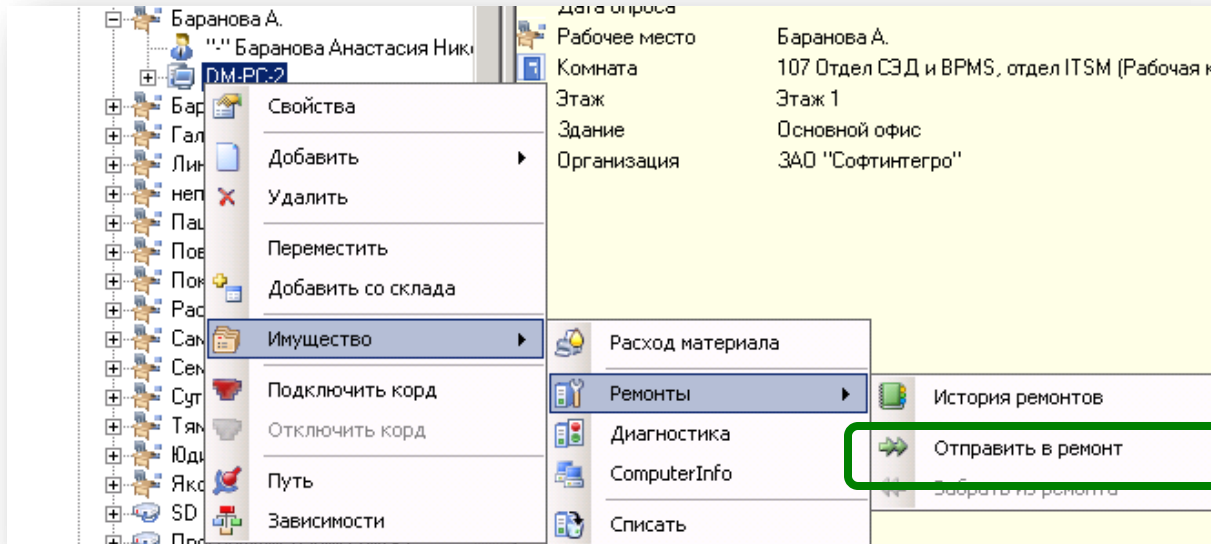 Баранова А.
"-" Баранова Анастасия
DM-PC-2
SD
Свойства
Добавить
Удалить
Переместить
Добавить со склада
Имущество
Подключить корд
Отключить корд
Путь
Зависимости
Расход материала
Ремонты
Диагностика
ComputerInfo
Списать
История ремонтов
Отправить в ремонт
Забрать из ремонта
Дата опроса
Рабочее место Баранова А.
Комната 107 Отдел СЭД и BPMS, отдел ITSM (Рабочая
Этаж Этаж 1
Здание Основной офис
Организация ЗАО "Софтинтегро"